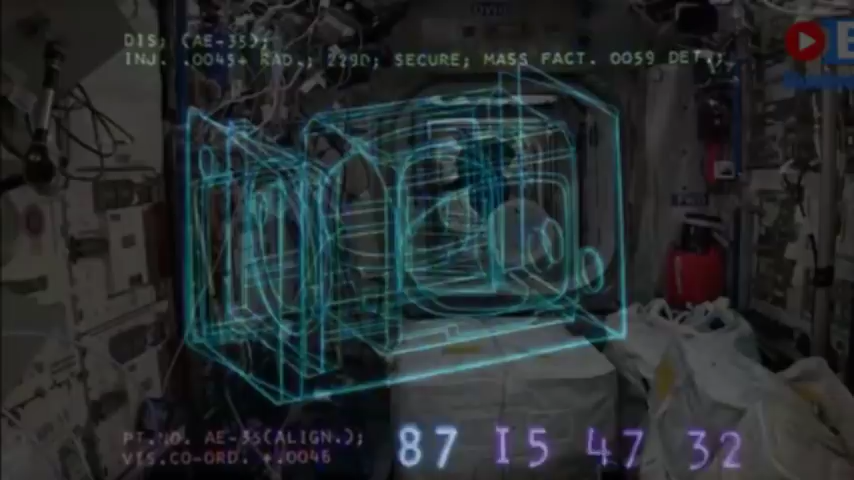 DIS; (AE-35);
INJ. .0045+ RAD.; 229D; SECURE; MASS FACT. 0059 DET.;
PT.NO. AE-35(ALIGN.);
VIS.CO-ORD. +.0046
87 I5 47 32